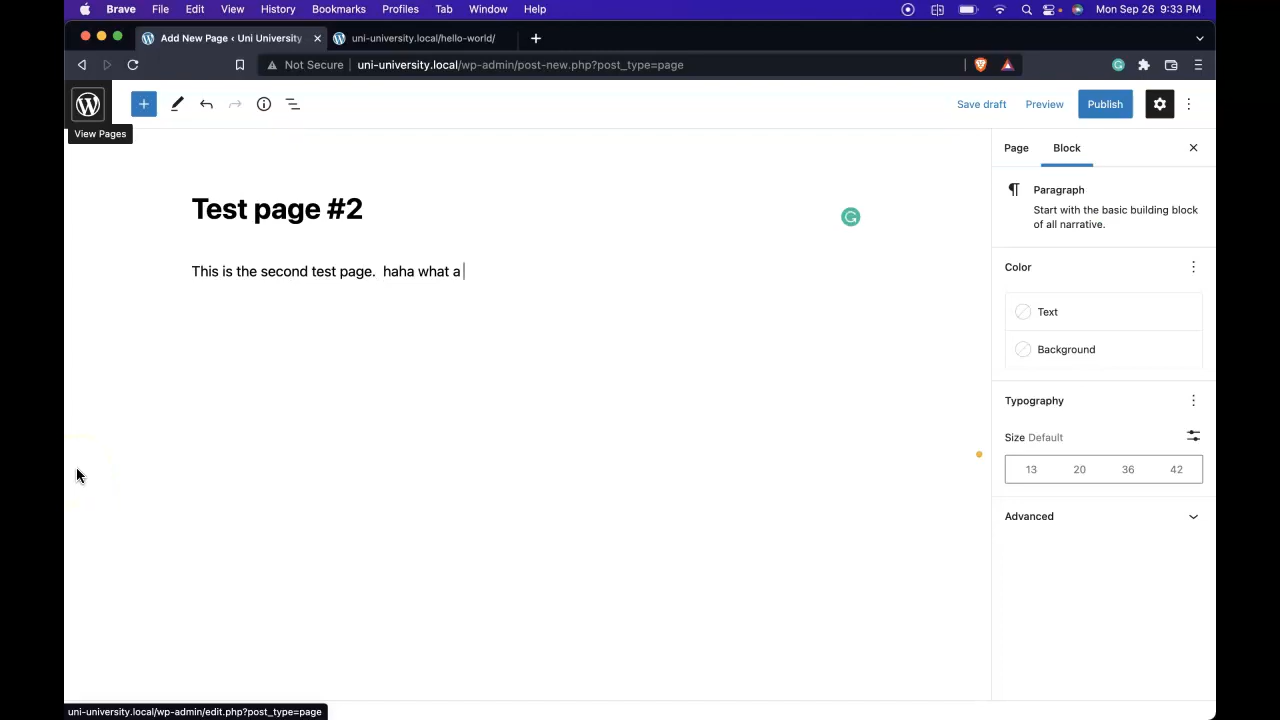 Brave File Edit View History Bookmarks Profiles Tab Window Help Mon Sep 26 9:33 PM
Add New Page ‹ Uni University uni-university.local/hello-world/
Not Secure uni-university.local/wp-admin/post-new.php?post_type=page
Save draft Preview Publish
View Pages
Page Block
Paragraph
Start with the basic building block
of all narrative.
Test page #2
This is the second test page.  haha what a
Color
Text
Background
Typography
Size Default
13 20 36 42
Advanced
uni-university.local/wp-admin/edit.php?post_type=page